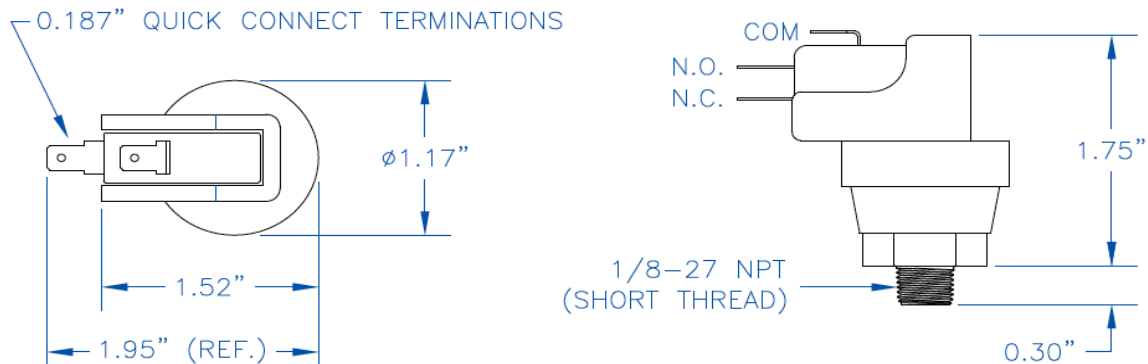 0.187” QUICK CONNECT TERMINATIONS
ø1.17”
1.52”
1.95” (REF.)
COM
N.O.
N.C.
1.75”
1/8–27 NPT
(SHORT THREAD)
0.30”